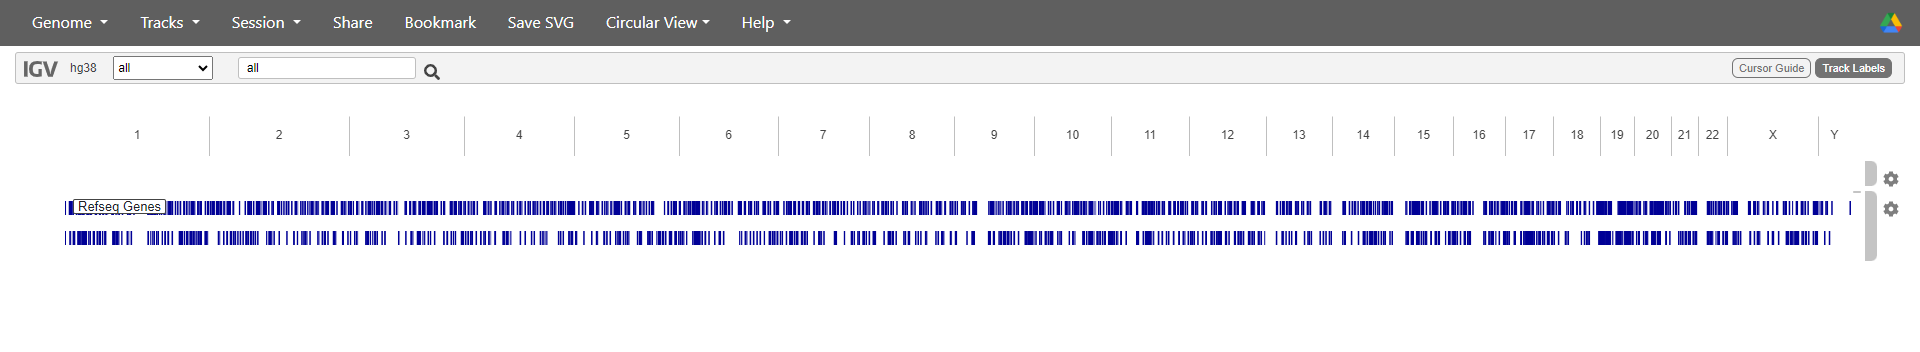 Genome Tracks Session Share Bookmark Save SVG Circular View Help
IGV hg38 all all Cursor Guide Track Labels
1 2 3 4 5 6 7 8 9 10 11 12 13 14 15 16 17 18 19 20 21 22 X Y
Refseq Genes